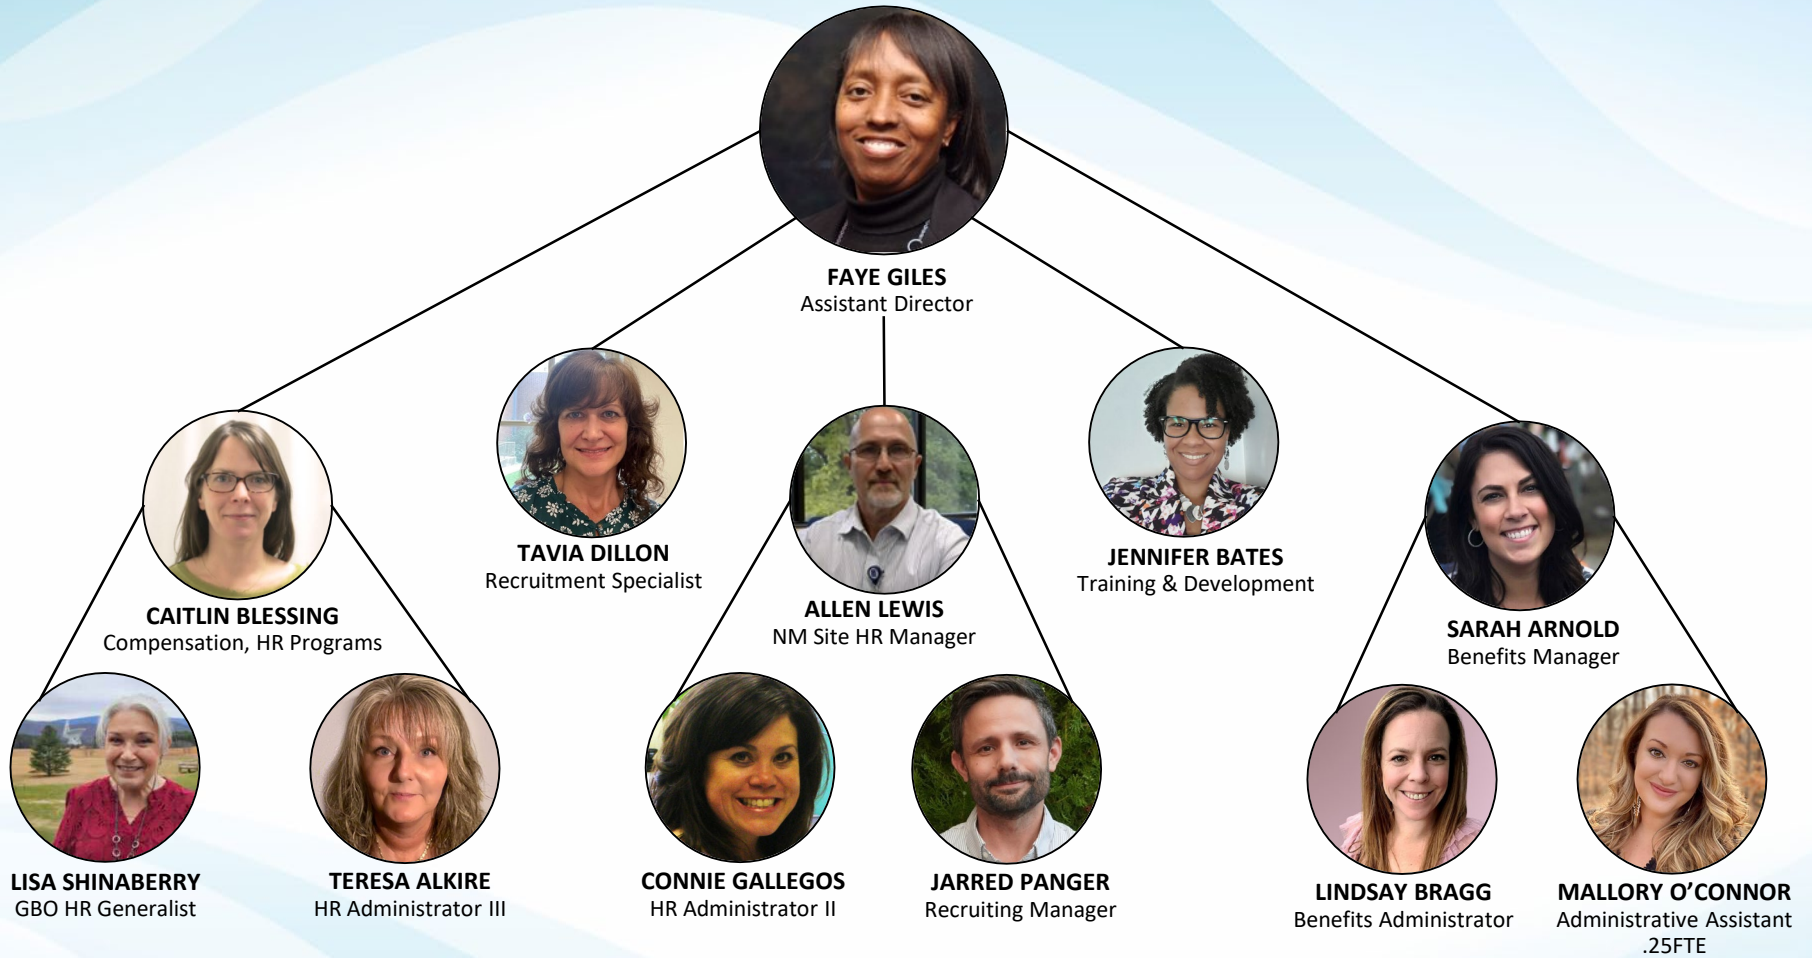 FAYE GILES
Assistant Director
TAVIA DILLON
Recruitment Specialist
JENNIFER BATES
Training & Development
CAITLIN BLESSING
Compensation, HR Programs
ALLEN LEWIS
NM Site HR Manager
SARAH ARNOLD
Benefits Manager
LISA SHINABERRY
GBO HR Generalist
TERESA ALKIRE
HR Administrator III
CONNIE GALLEGOS
HR Administrator II
JARRED PANGER
Recruiting Manager
LINDSAY BRAGG
Benefits Administrator
MALLORY O’CONNOR
Administrative Assistant
.25FTE